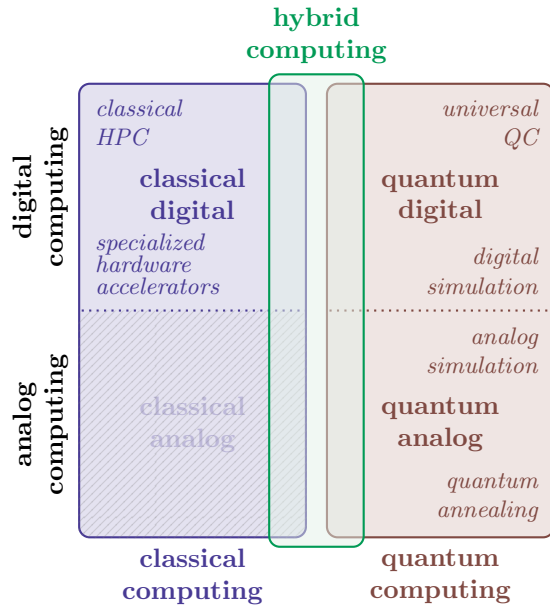 hybrid
computing
digital
computing
classical
HPC
classical
digital
specialized
hardware
accelerators
universal
QC
quantum
digital
digital
simulation
analog
computing
classical
analog
analog
simulation
quantum
analog
quantum
annealing
classical
computing
quantum
computing